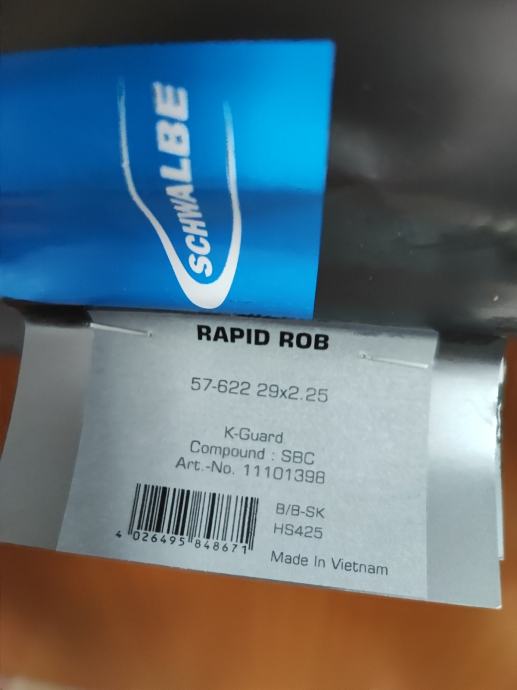 SCHWALBE
RAPID ROB
57-622 29x2.25
K-Guard
Compound : SBC
Art.-No. 11101398
B/B-SK
HS425
4 026495 848671
Made In Vietnam